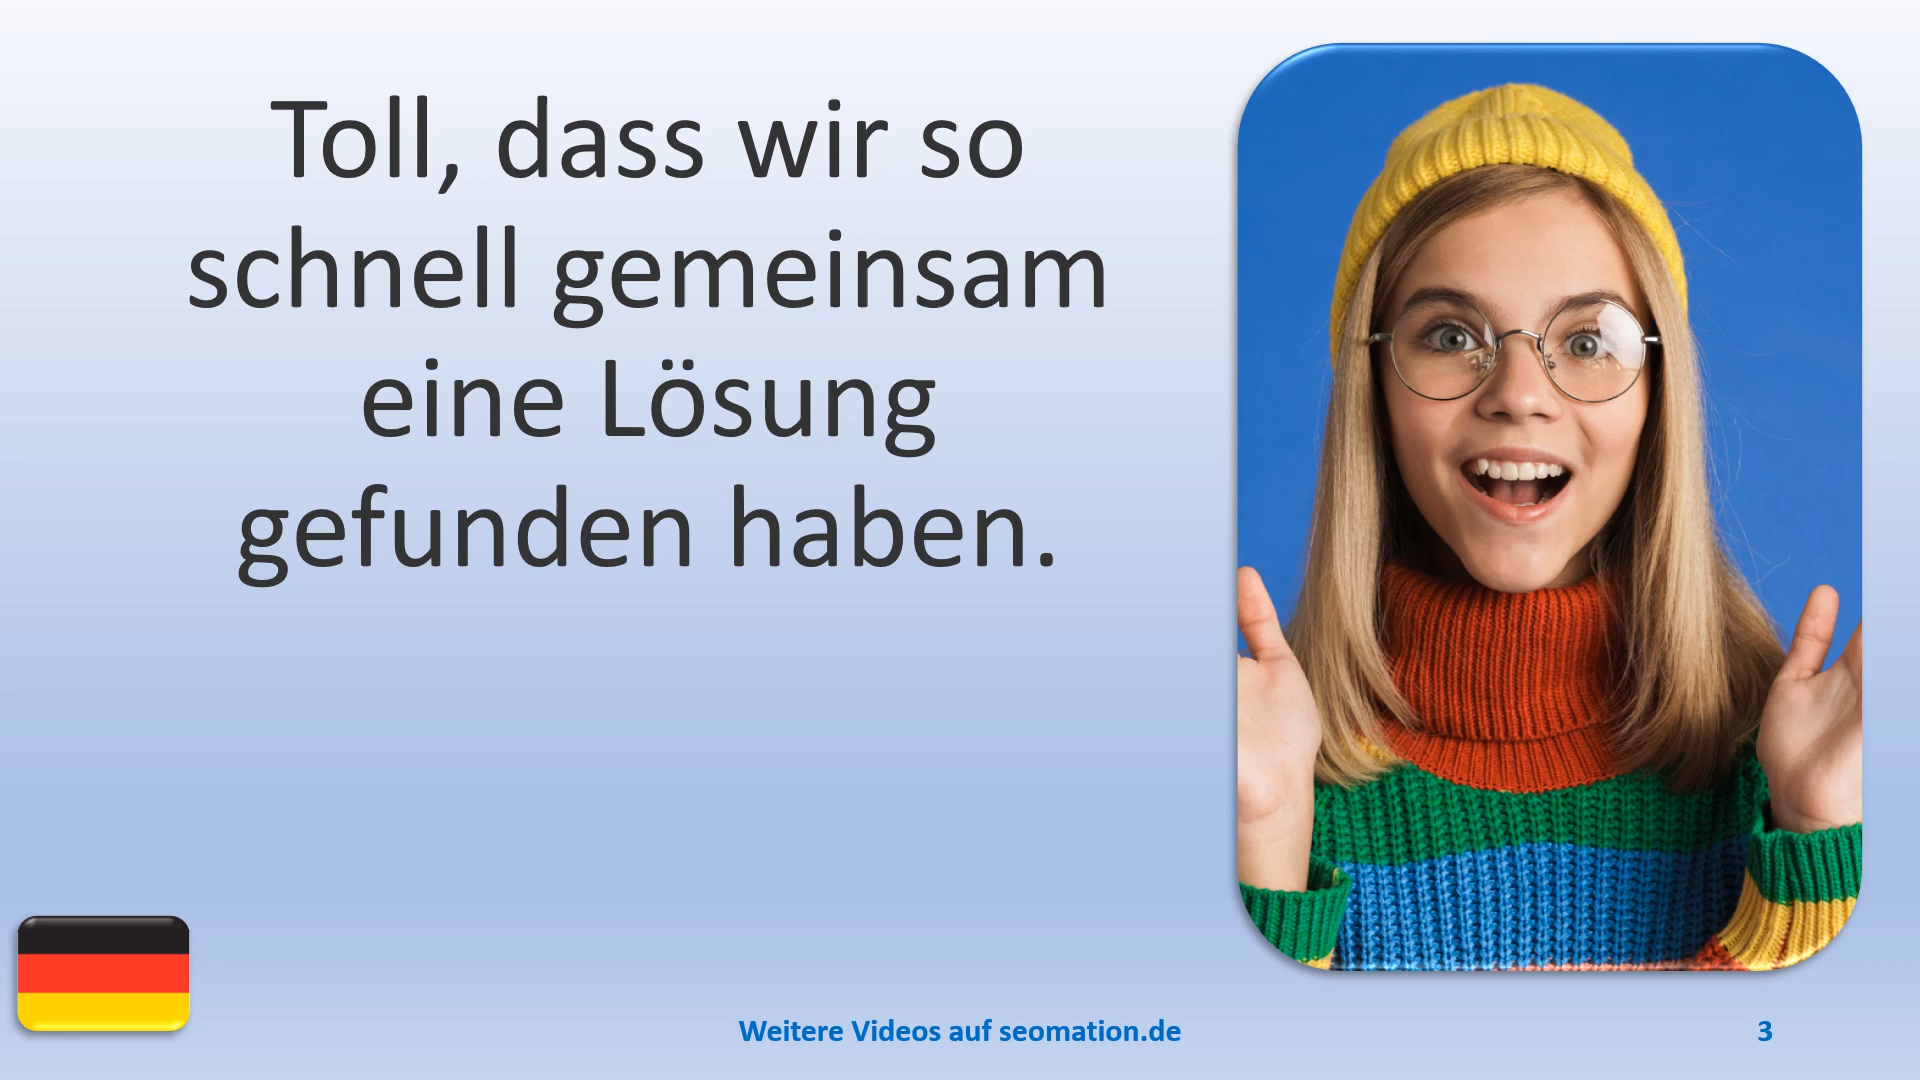 Toll, dass wir so
schnell gemeinsam
eine Lösung
gefunden haben.
Weitere Videos auf seomation.de
3